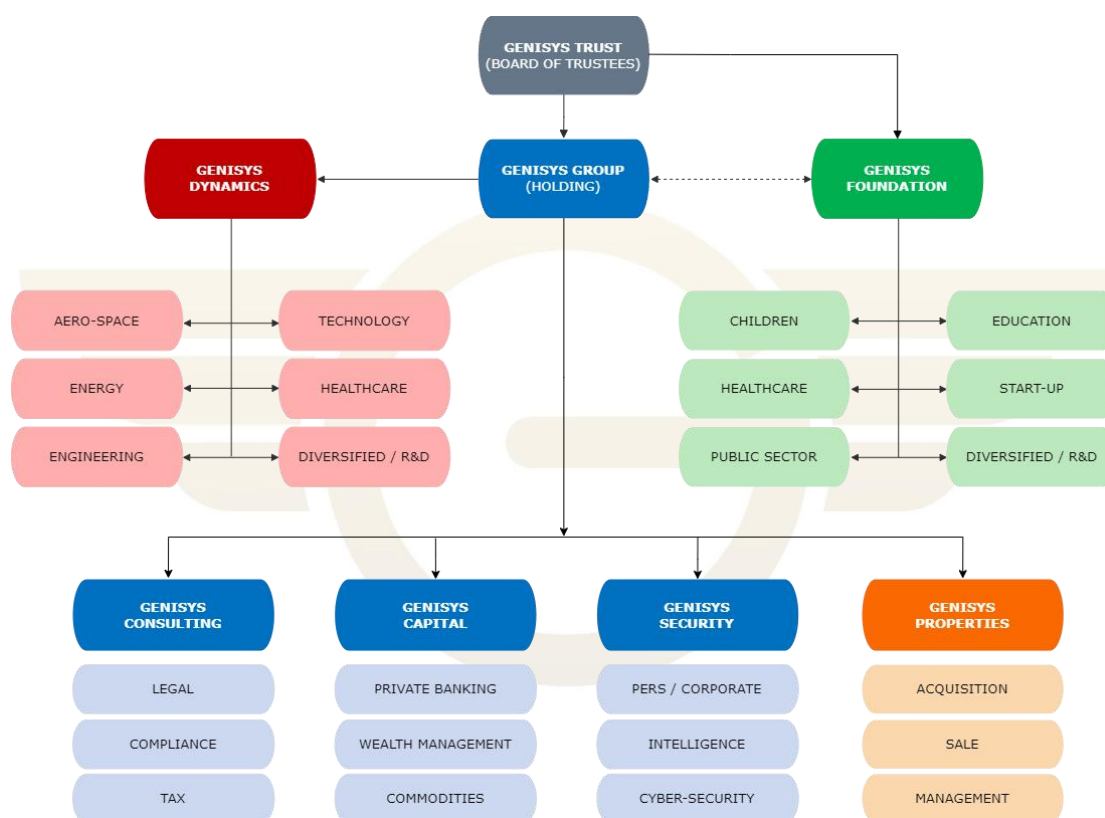 GENISYS TRUST
(BOARD OF TRUSTEES)
GENISYS
DYNAMICS
GENISYS GROUP
(HOLDING)
GENISYS
FOUNDATION
AERO-SPACE
TECHNOLOGY
CHILDREN
EDUCATION
ENERGY
HEALTHCARE
HEALTHCARE
START-UP
ENGINEERING
DIVERSIFIED / R&D
PUBLIC SECTOR
DIVERSIFIED / R&D
GENISYS
CONSULTING
GENISYS
CAPITAL
GENISYS
SECURITY
GENISYS
PROPERTIES
LEGAL
PRIVATE BANKING
PERS / CORPORATE
ACQUISITION
COMPLIANCE
WEALTH MANAGEMENT
INTELLIGENCE
SALE
TAX
COMMODITIES
CYBER-SECURITY
MANAGEMENT